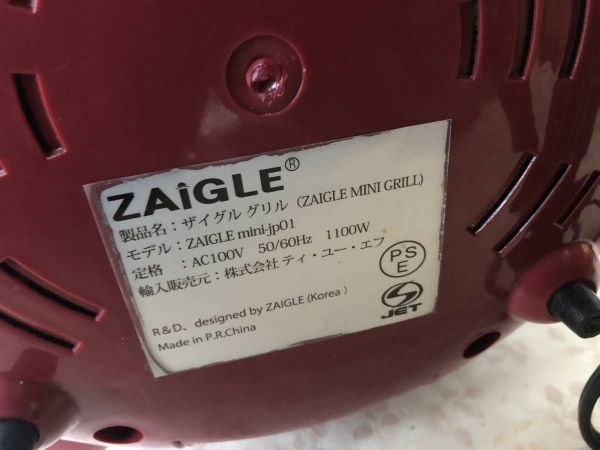 ZAiGLE®
製品名：ザイグル グリル（ZAIGLE MINI GRILL）
モデル：ZAIGLE mini-jp01
定格 ：AC100V 50/60Hz 1100W
輸入販売元：株式会社 ティ・ユー・エフ
PS
E
JET
R&D、designed by ZAIGLE (Korea )
Made in P.R.China